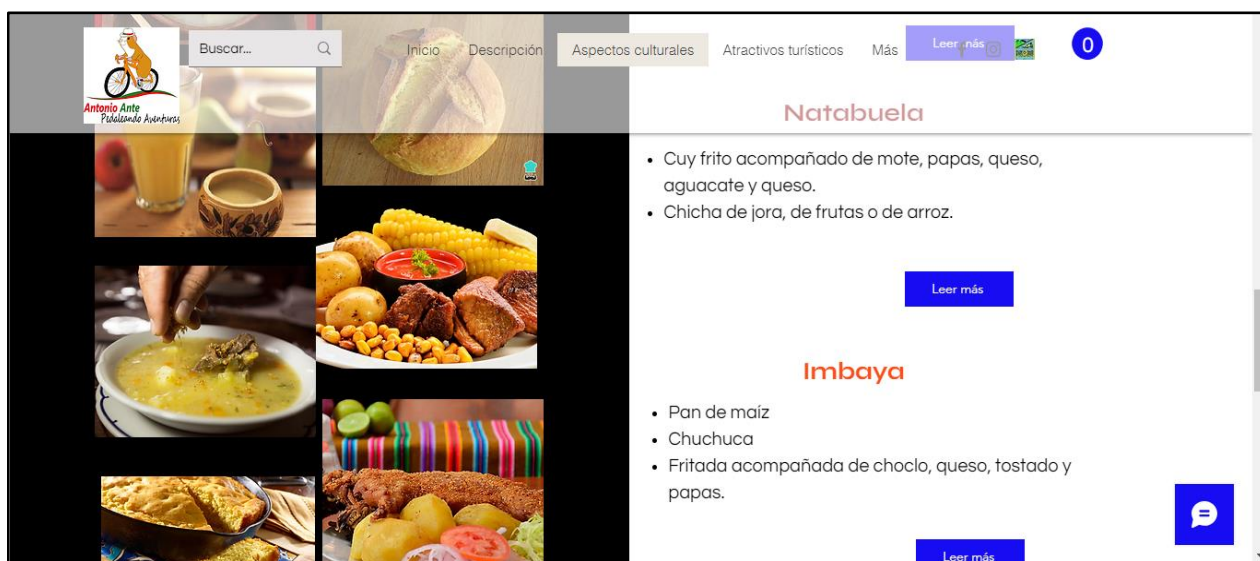 Antonio Ante
Pedaleando Aventuras
Buscar...
Inicio
Descripción
Aspectos culturales
Atractivos turísticos
Más
Leer más
0
Natabuela
• Cuy frito acompañado de mote, papas, queso,
aguacate y queso.
• Chicha de jora, de frutas o de arroz.
Leer más
Imbaya
• Pan de maíz
• Chuchuca
• Fritada acompañada de choclo, queso, tostado y
papas.
Leer más